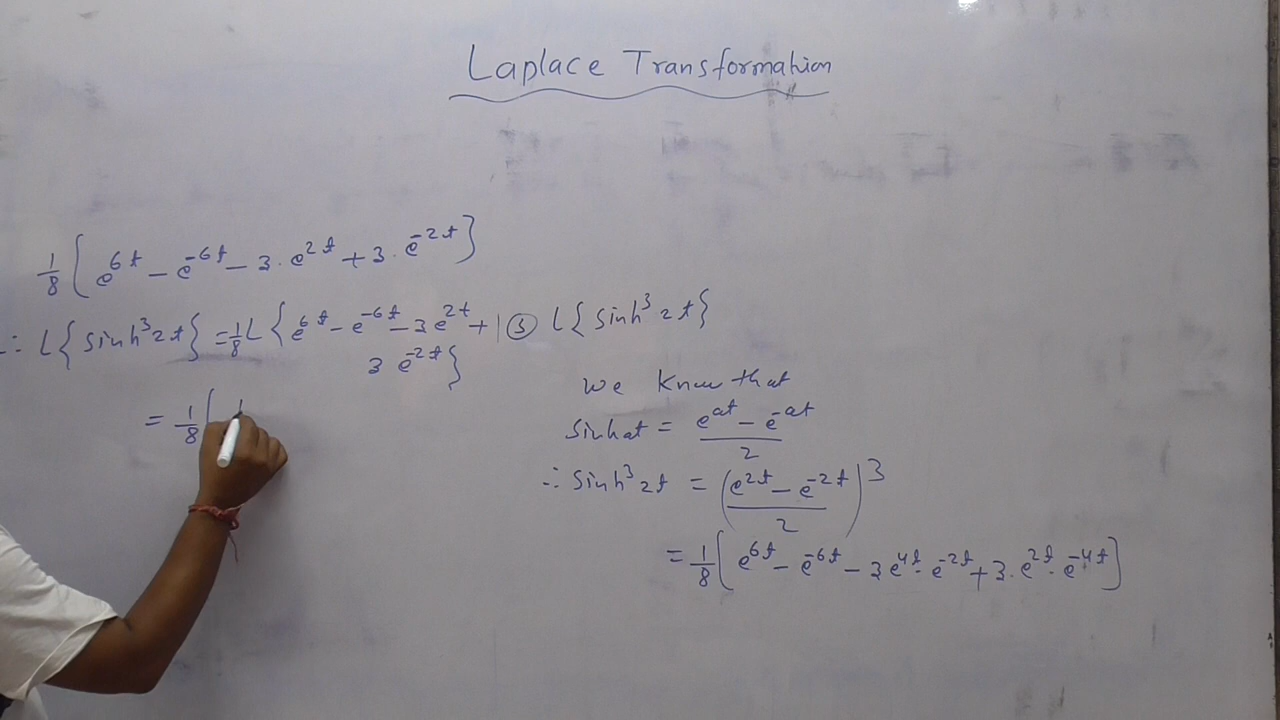 Laplace Transformation
③ L{sinh³2t}
We Know that
sinhat = (e^at − e^-at)/2
∴ sinh³2t = ((e^2t − e^-2t)/2)³
= 1/8 [e^6t − e^-6t − 3e^4t · e^-2t + 3 · e^2t · e^-4t]
1/8 [e^6t − e^-6t − 3 · e^2t + 3 · e^-2t]
∴ L{sinh³2t} = 1/8 L{e^6t − e^-6t − 3e^2t +
3 e^-2t}
= 1/8 [